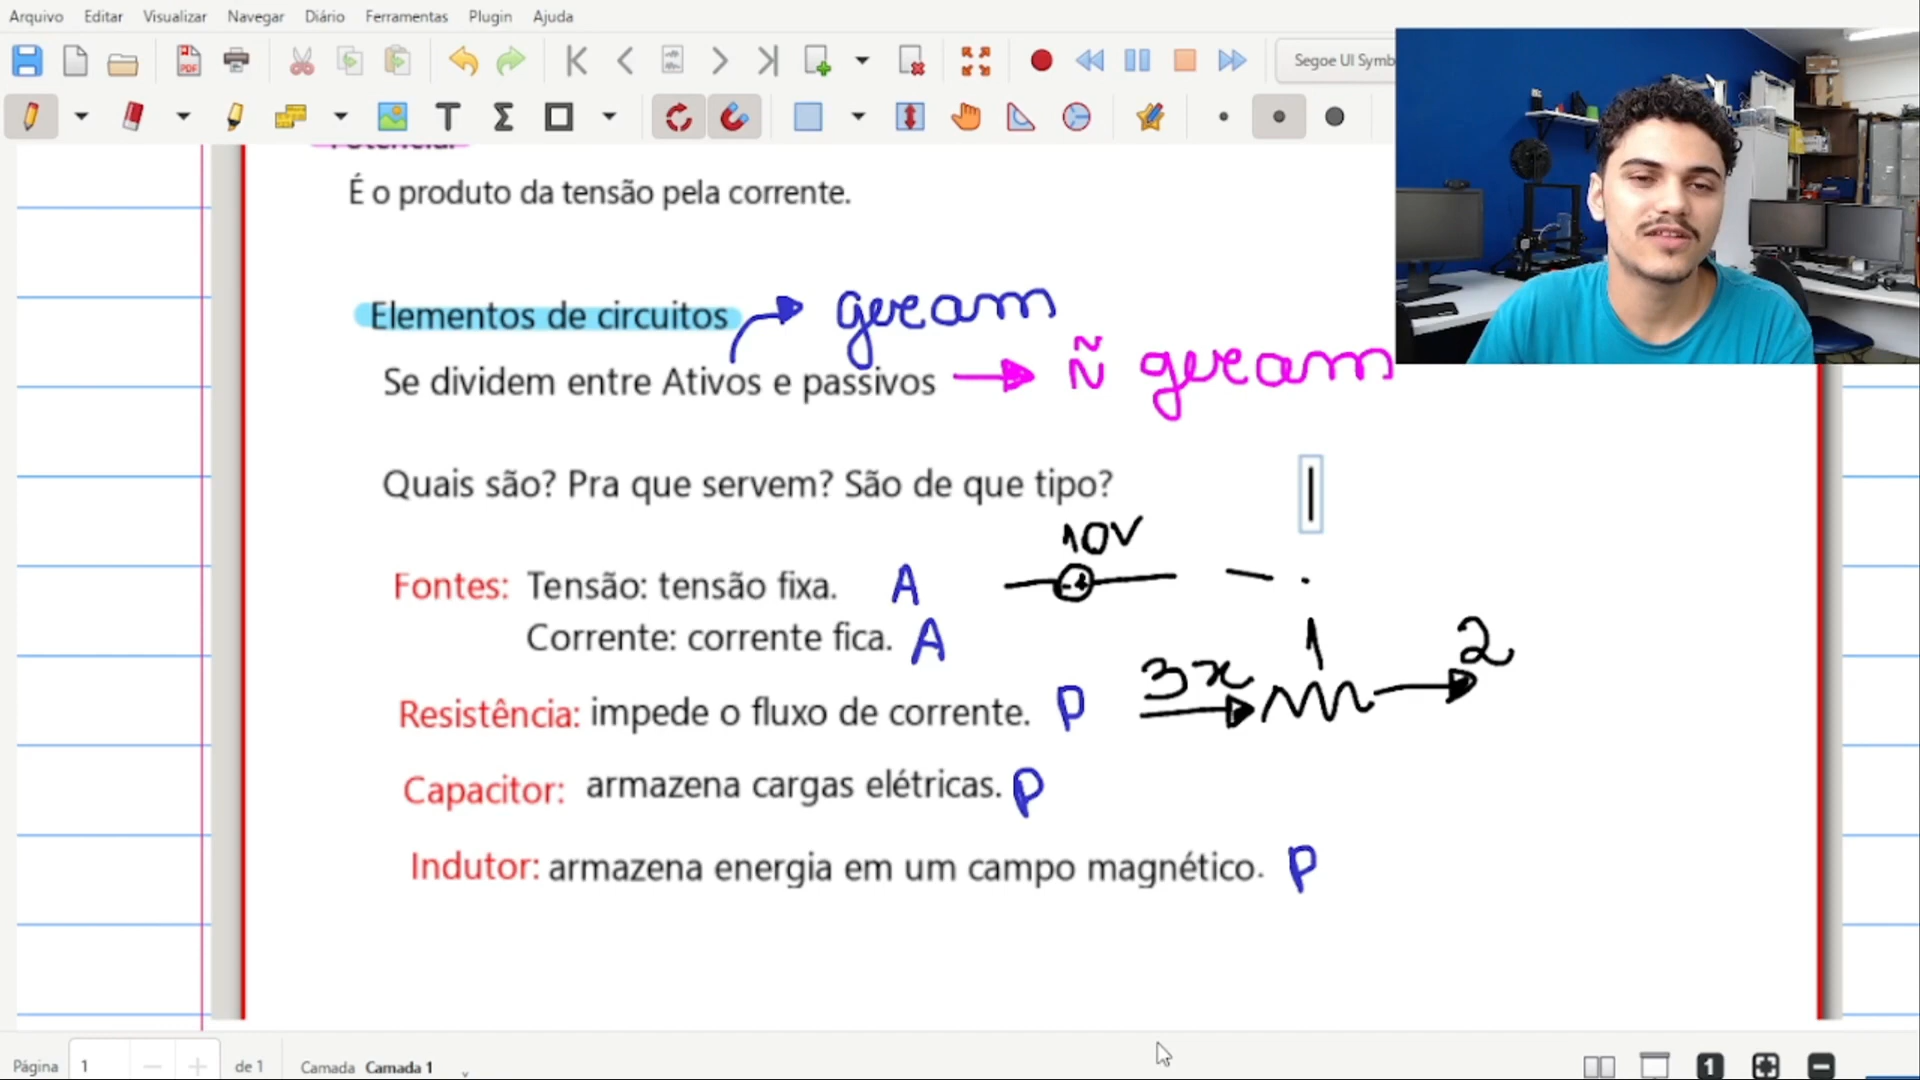 Arquivo Editar Visualizar Navegar Diário Ferramentas Plugin Ajuda
PDF
Segoe UI Symb
T Σ
É o produto da tensão pela corrente.
Elementos de circuitos geram
Se dividem entre Ativos e passivos ñ geram
Quais são? Pra que servem? São de que tipo?
10V
Fontes: Tensão: tensão fixa. A
- +
Corrente: corrente fica. A
1
2
3x
Resistência: impede o fluxo de corrente. P
Capacitor: armazena cargas elétricas. P
Indutor: armazena energia em um campo magnético. P
Página 1 de 1 Camada Camada 1
1